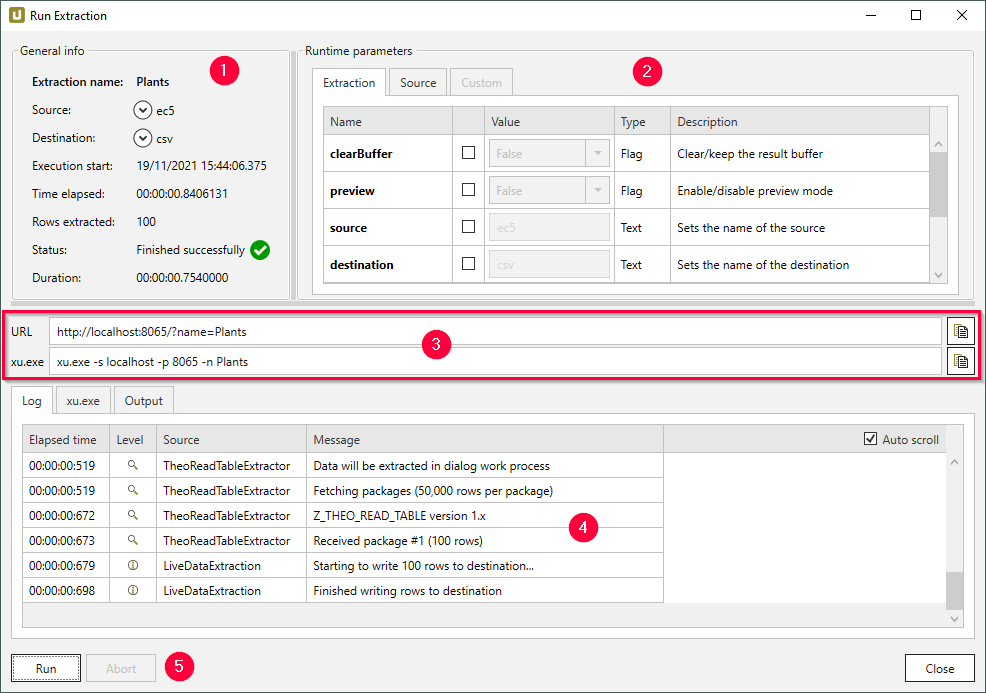 Run Extraction
General info
1
Extraction name: Plants
Source: ec5
Destination: csv
Execution start: 19/11/2021 15:44:06.375
Time elapsed: 00:00:00.8406131
Rows extracted: 100
Status: Finished successfully
Duration: 00:00:00.7540000
Runtime parameters
2
Extraction Source Custom
Name Value Type Description
clearBuffer False Flag Clear/keep the result buffer
preview False Flag Enable/disable preview mode
source ec5 Text Sets the name of the source
destination csv Text Sets the name of the destination
URL http://localhost:8065/?name=Plants
3
xu.exe xu.exe -s localhost -p 8065 -n Plants
Log xu.exe Output
Elapsed time Level Source Message Auto scroll
00:00:00:519 TheoReadTableExtractor Data will be extracted in dialog work process
00:00:00:519 TheoReadTableExtractor Fetching packages (50,000 rows per package)
00:00:00:672 TheoReadTableExtractor Z_THEO_READ_TABLE version 1.x
4
00:00:00:673 TheoReadTableExtractor Received package #1 (100 rows)
00:00:00:679 LiveDataExtraction Starting to write 100 rows to destination...
00:00:00:698 LiveDataExtraction Finished writing rows to destination
Run Abort 5 Close